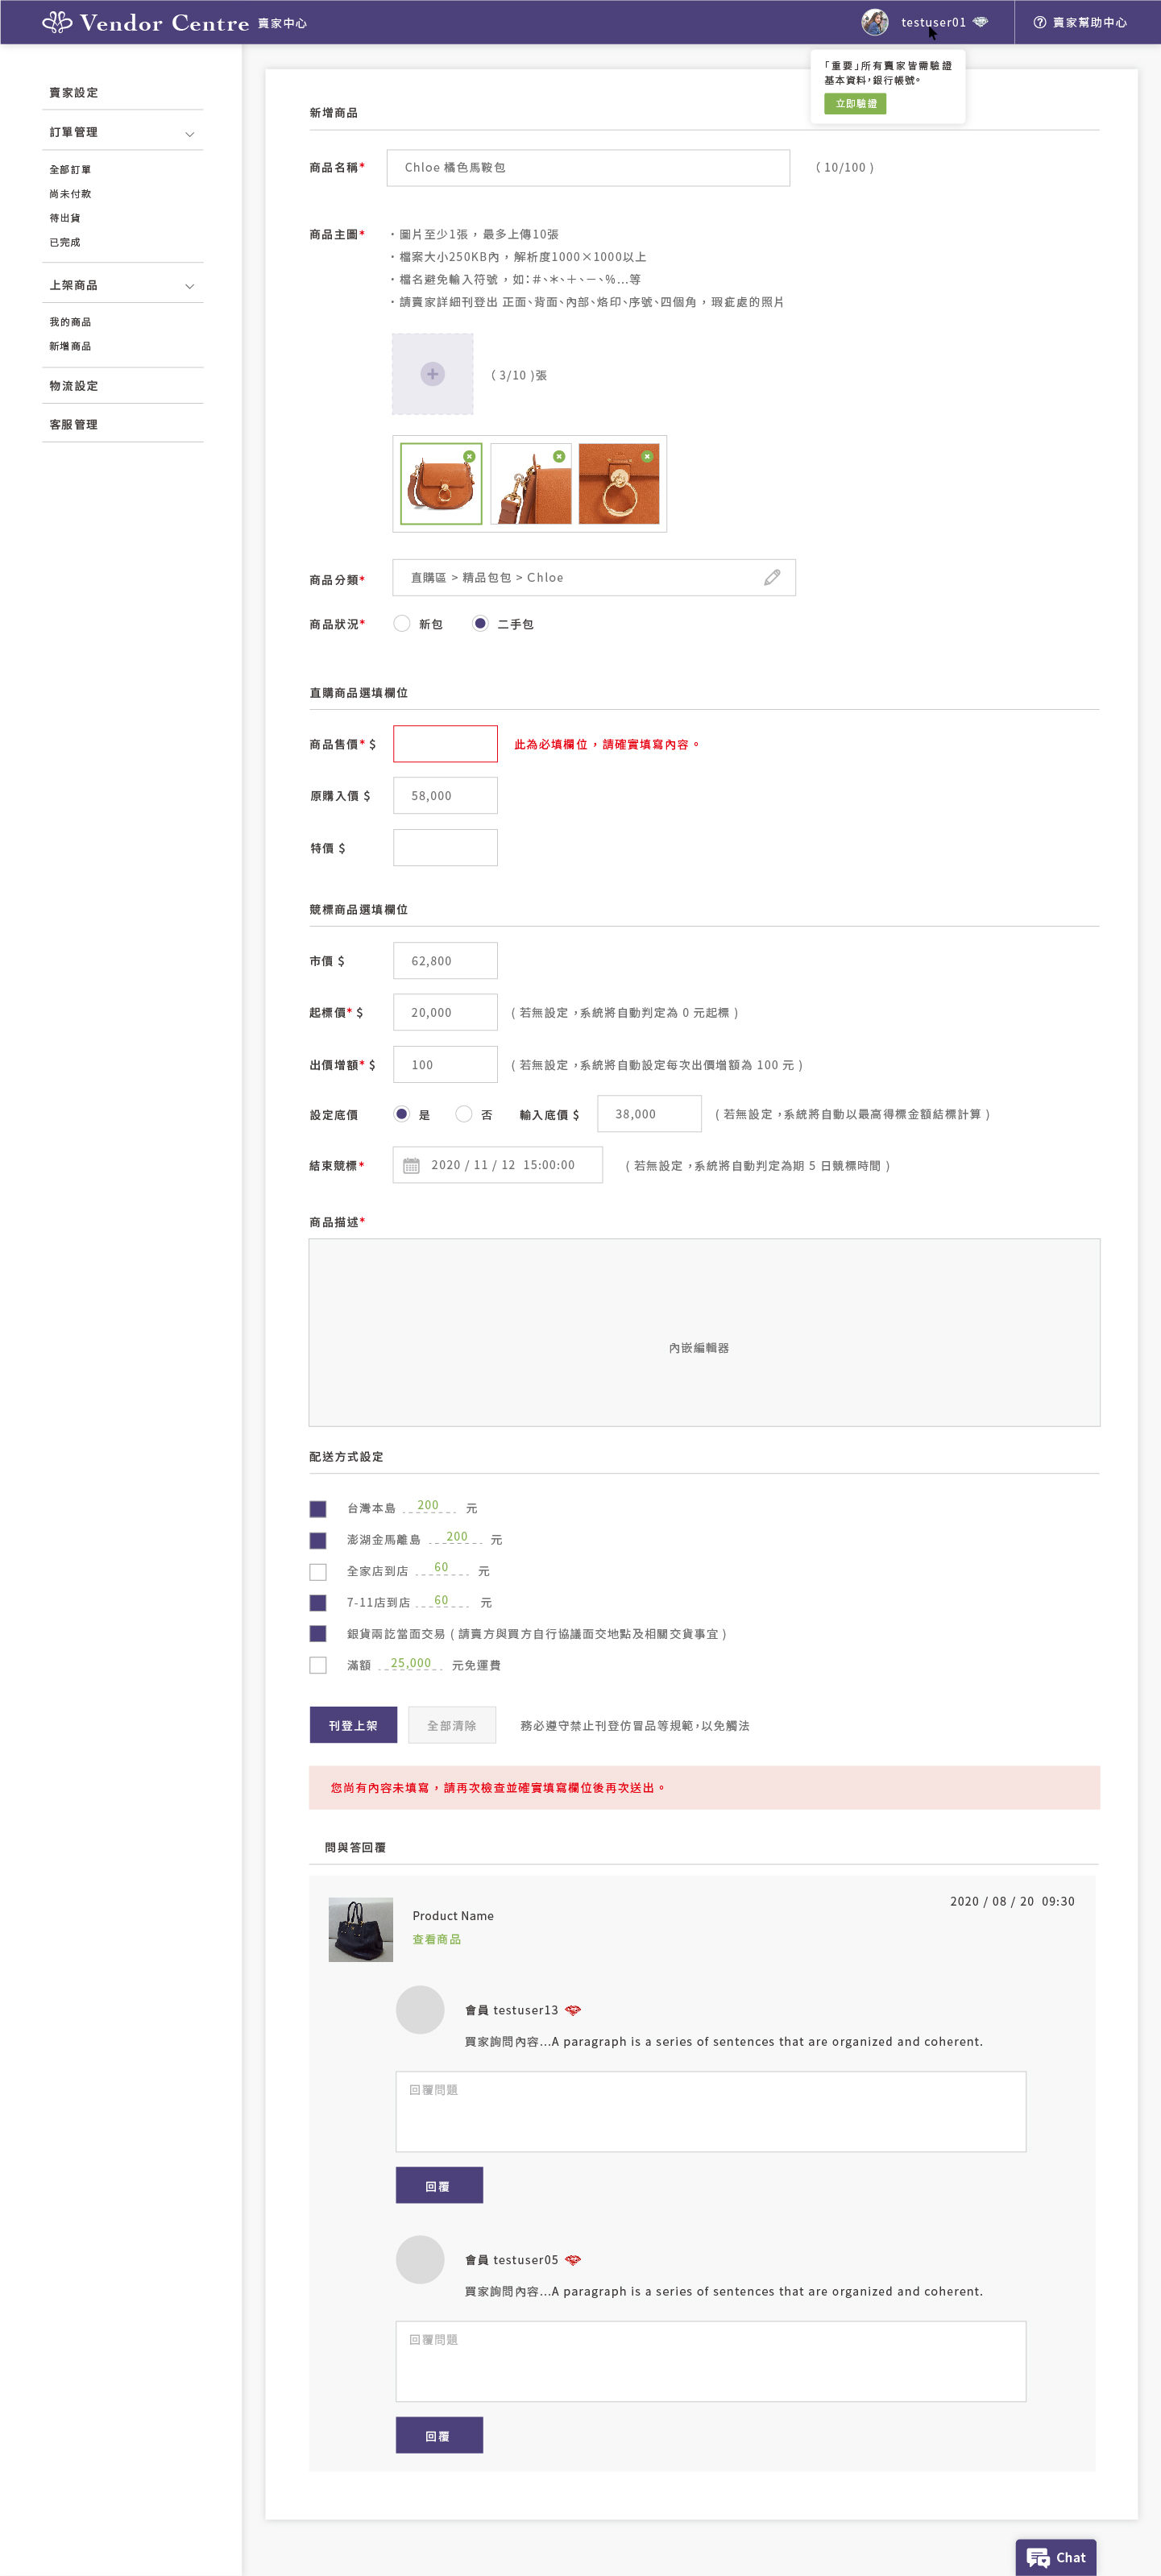 Vendor Centre 賣家中心
testuser01
賣家幫助中心
「重要」所有賣家皆需驗證
基本資料,銀行帳號。
立即驗證
賣家設定
訂單管理
全部訂單
尚未付款
待出貨
已完成
上架商品
我的商品
新增商品
物流設定
客服管理
新增商品
商品名稱* Chloe 橘色馬鞍包 ( 10/100 )
商品主圖* ・圖片至少1張，最多上傳10張
・檔案大小250KB內，解析度1000×1000以上
・檔名避免輸入符號，如：#、*、+、－、%...等
・請賣家詳細刊登出 正面、背面、內部、烙印、序號、四個角，瑕疵處的照片
( 3/10 )張
商品分類* 直購區 > 精品包包 > Chloe
商品狀況* 新包 二手包
直購商品選填欄位
商品售價* $ 此為必填欄位，請確實填寫內容。
原購入價 $ 58,000
特價 $
競標商品選填欄位
市價 $ 62,800
起標價* $ 20,000 ( 若無設定，系統將自動判定為 0 元起標 )
出價增額* $ 100 ( 若無設定，系統將自動設定每次出價增額為 100 元 )
設定底價 是 否 輸入底價 $ 38,000 ( 若無設定，系統將自動以最高得標金額結標計算 )
結束競標* 2020 / 11 / 12 15:00:00 ( 若無設定，系統將自動判定為期 5 日競標時間 )
商品描述*
內嵌編輯器
配送方式設定
台灣本島 200 元
澎湖金馬離島 200 元
全家店到店 60 元
7-11店到店 60 元
銀貨兩訖當面交易 ( 請賣方與買方自行協議面交地點及相關交貨事宜 )
滿額 25,000 元免運費
刊登上架 全部清除 務必遵守禁止刊登仿冒品等規範，以免觸法
您尚有內容未填寫，請再次檢查並確實填寫欄位後再次送出。
問與答回覆
2020 / 08 / 20 09:30
Product Name
查看商品
會員 testuser13
買家詢問內容...A paragraph is a series of sentences that are organized and coherent.
回覆問題
回覆
會員 testuser05
買家詢問內容...A paragraph is a series of sentences that are organized and coherent.
回覆問題
回覆
Chat